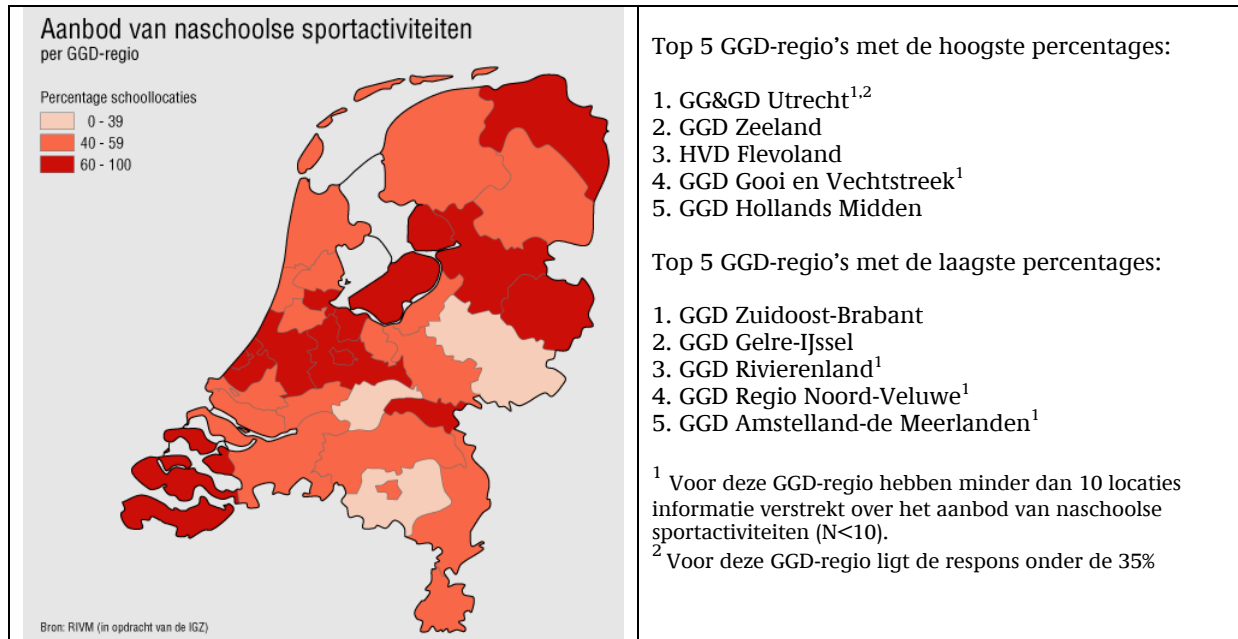 Aanbod van naschoolse sportactiviteiten
per GGD-regio
Percentage schoollocaties
0 - 39
40 - 59
60 - 100
Bron: RIVM (in opdracht van de IGZ)
Top 5 GGD-regio's met de hoogste percentages:
1. GG&GD Utrecht1,2
2. GGD Zeeland
3. HVD Flevoland
4. GGD Gooi en Vechtstreek1
5. GGD Hollands Midden
Top 5 GGD-regio's met de laagste percentages:
1. GGD Zuidoost-Brabant
2. GGD Gelre-IJssel
3. GGD Rivierenland1
4. GGD Regio Noord-Veluwe1
5. GGD Amstelland-de Meerlanden1
1 Voor deze GGD-regio hebben minder dan 10 locaties
informatie verstrekt over het aanbod van naschoolse
sportactiviteiten (N<10).
2 Voor deze GGD-regio ligt de respons onder de 35%